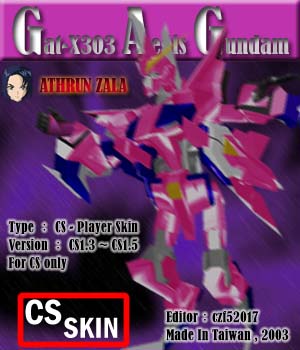 Gat-X303 Aegis Gundam
ATHRUN ZALA
Type : CS - Player Skin
Version : CS1.3 ~ CS1.5
For CS only
CS SKIN
Editor : czf52017
Made In Taiwan , 2003